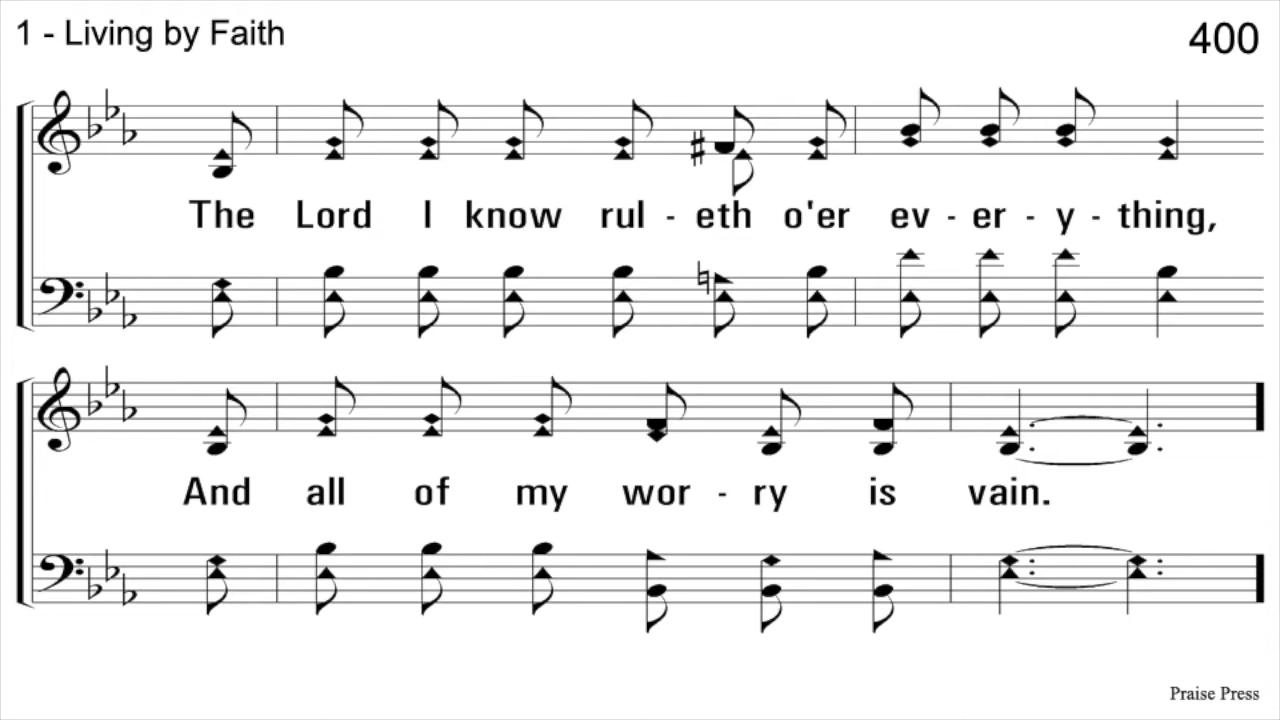 1 - Living by Faith
400
The Lord I know rul - eth o'er ev - er - y - thing,
And all of my wor - ry is vain.
Praise Press